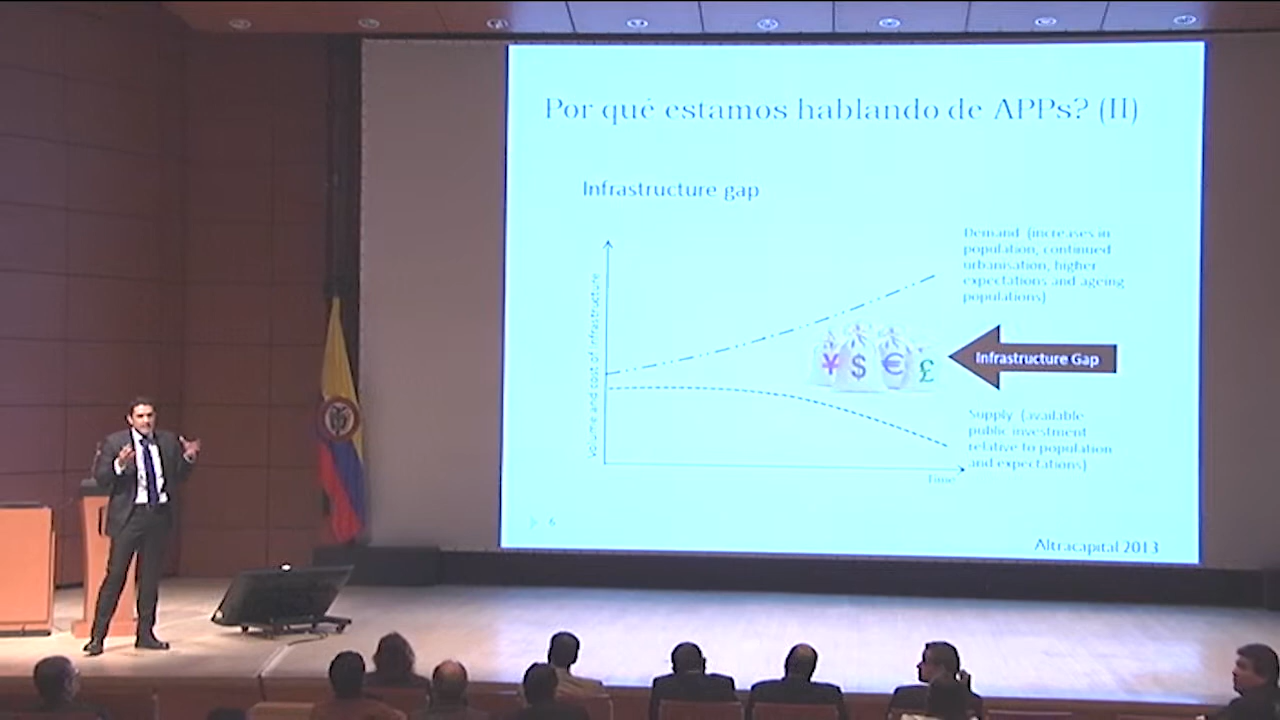 Por qué estamos hablando de APPs? (II)
Infrastructure gap
Demand (increases in
population, continued
urbanisation, higher
expectations and ageing
populations)
volume and cost of infrastructure
¥ $ € £
Infrastructure Gap
Supply (available
public investment
relative to population
and expectations)
Time
6
Altracapital 2013